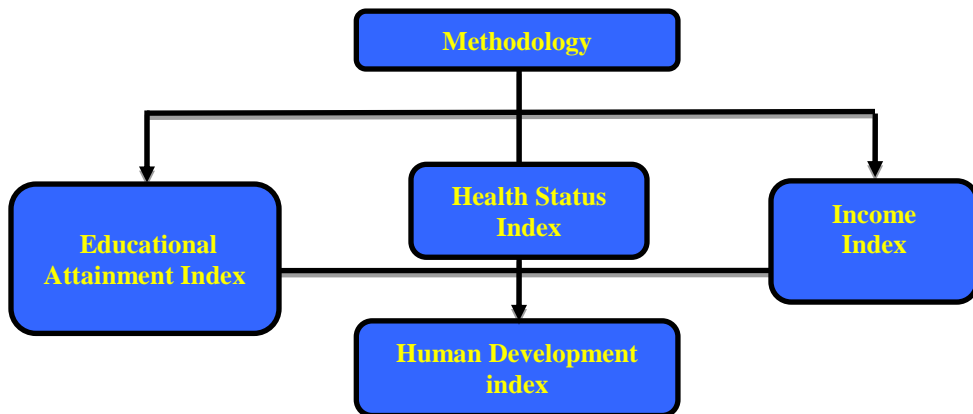 Methodology
Educational
Attainment Index
Health Status
Index
Income
Index
Human Development
index